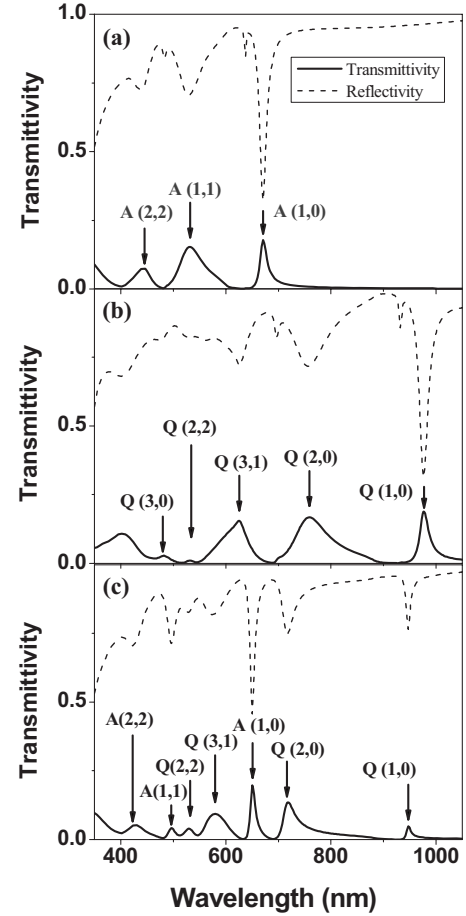 1.0
(a)
Transmittivity
Reflectivity
0.5
Transmittivity
A (2,2)
A (1,1)
A (1,0)
0.0
(b)
0.5
Transmittivity
Q (2,2)
Q (3,1)
Q (2,0)
Q (3,0)
Q (1,0)
0.0
(c)
0.5
Transmittivity
A(2,2)
Q (3,1)
A (1,0)
Q (2,0)
Q(2,2)
Q (1,0)
A(1,1)
0.0
400
600
800
1000
Wavelength (nm)